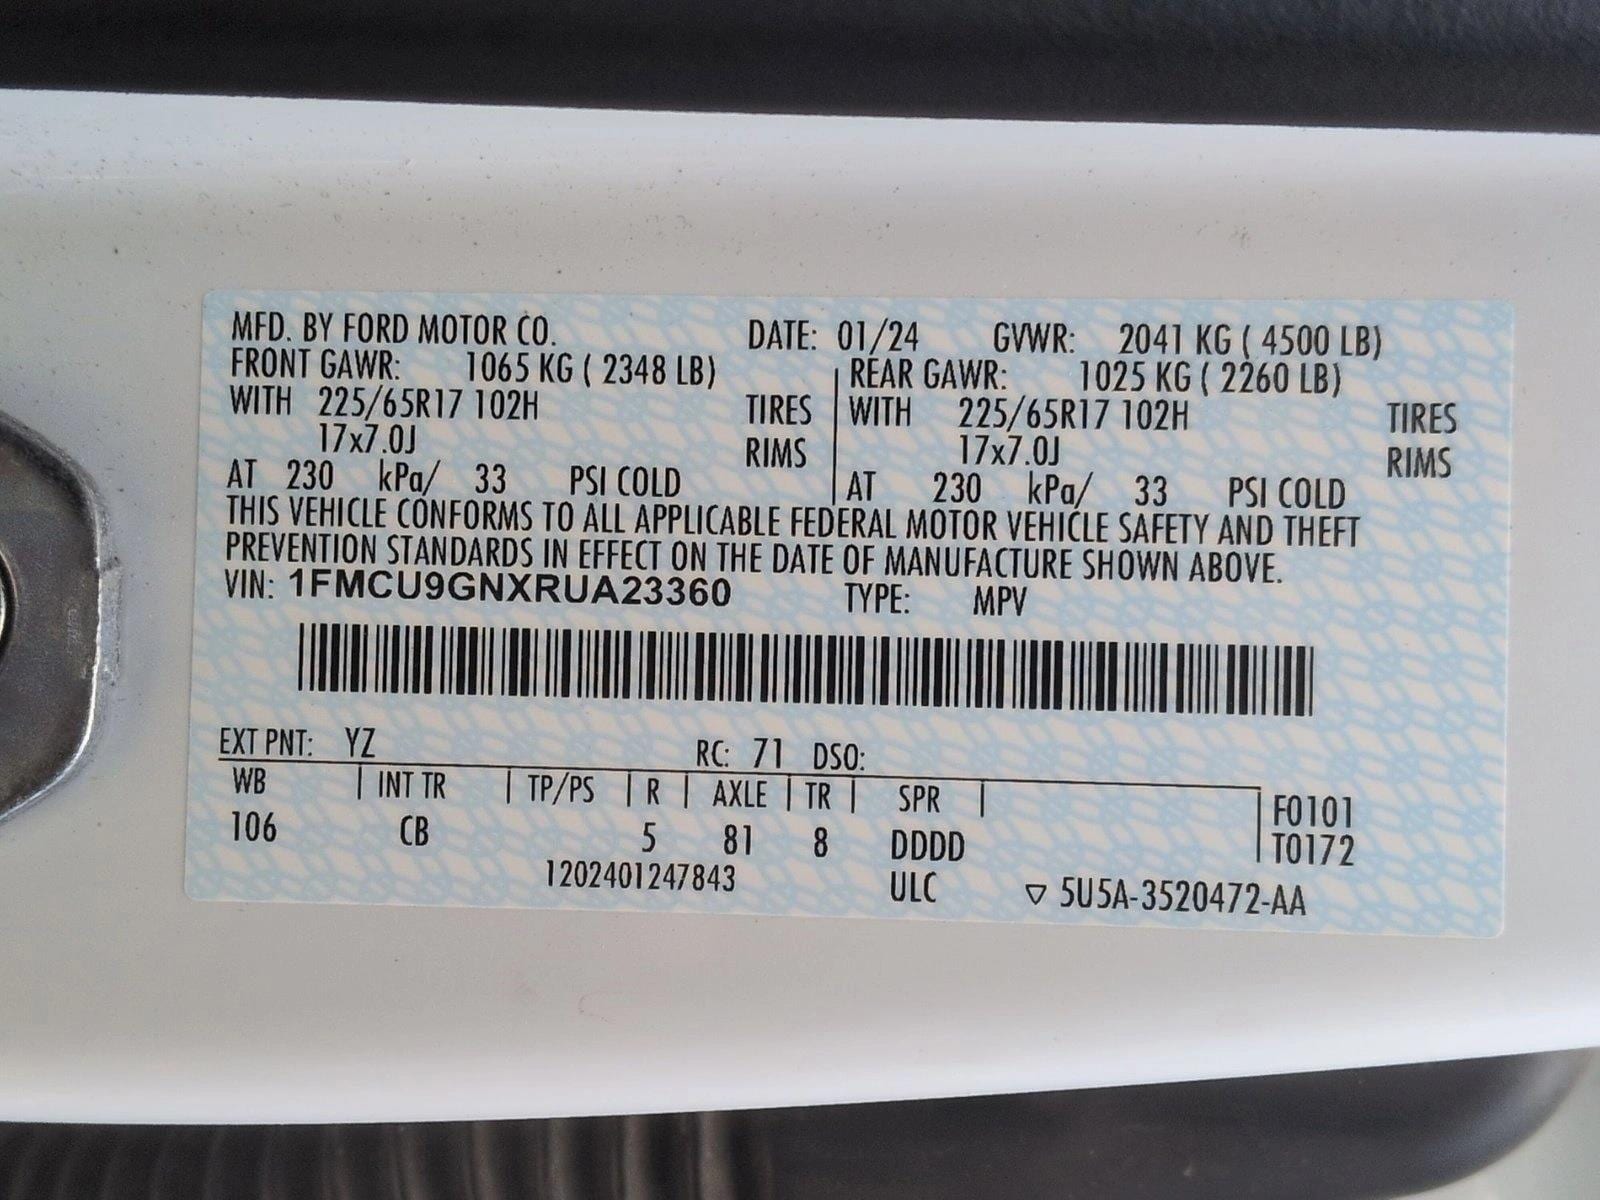 MFD. BY FORD MOTOR CO. DATE: 01/24 GVWR: 2041 KG ( 4500 LB)
FRONT GAWR: 1065 KG ( 2348 LB) REAR GAWR: 1025 KG ( 2260 LB)
WITH 225/65R17 102H TIRES WITH 225/65R17 102H TIRES
17x7.0J RIMS 17x7.0J RIMS
AT 230 kPa/ 33 PSI COLD AT 230 kPa/ 33 PSI COLD
THIS VEHICLE CONFORMS TO ALL APPLICABLE FEDERAL MOTOR VEHICLE SAFETY AND THEFT
PREVENTION STANDARDS IN EFFECT ON THE DATE OF MANUFACTURE SHOWN ABOVE.
VIN: 1FMCU9GNXRUA23360 TYPE: MPV
EXT PNT: YZ RC: 71 DSO:
WB INT TR TP/PS R AXLE TR SPR F0101
106 CB 5 81 8 DDDD T0172
1202401247843 ULC ▽ 5U5A-3520472-AA